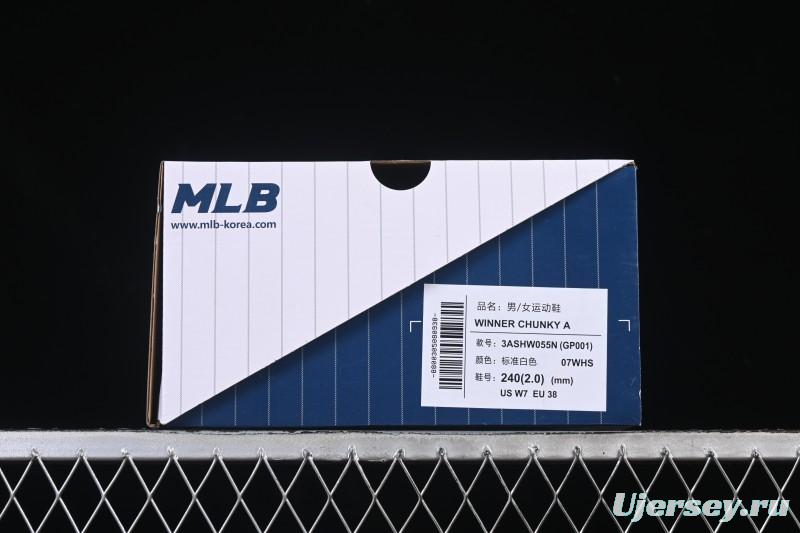 MLB
www.mlb-korea.com
品名：男/女运动鞋
WINNER CHUNKY A
款号：3ASHW055N (GP001)
颜色：标准白色 07WHS
鞋号：240(2.0) (mm)
US W7 EU 38
-8800305080930-
Ujersey.ru